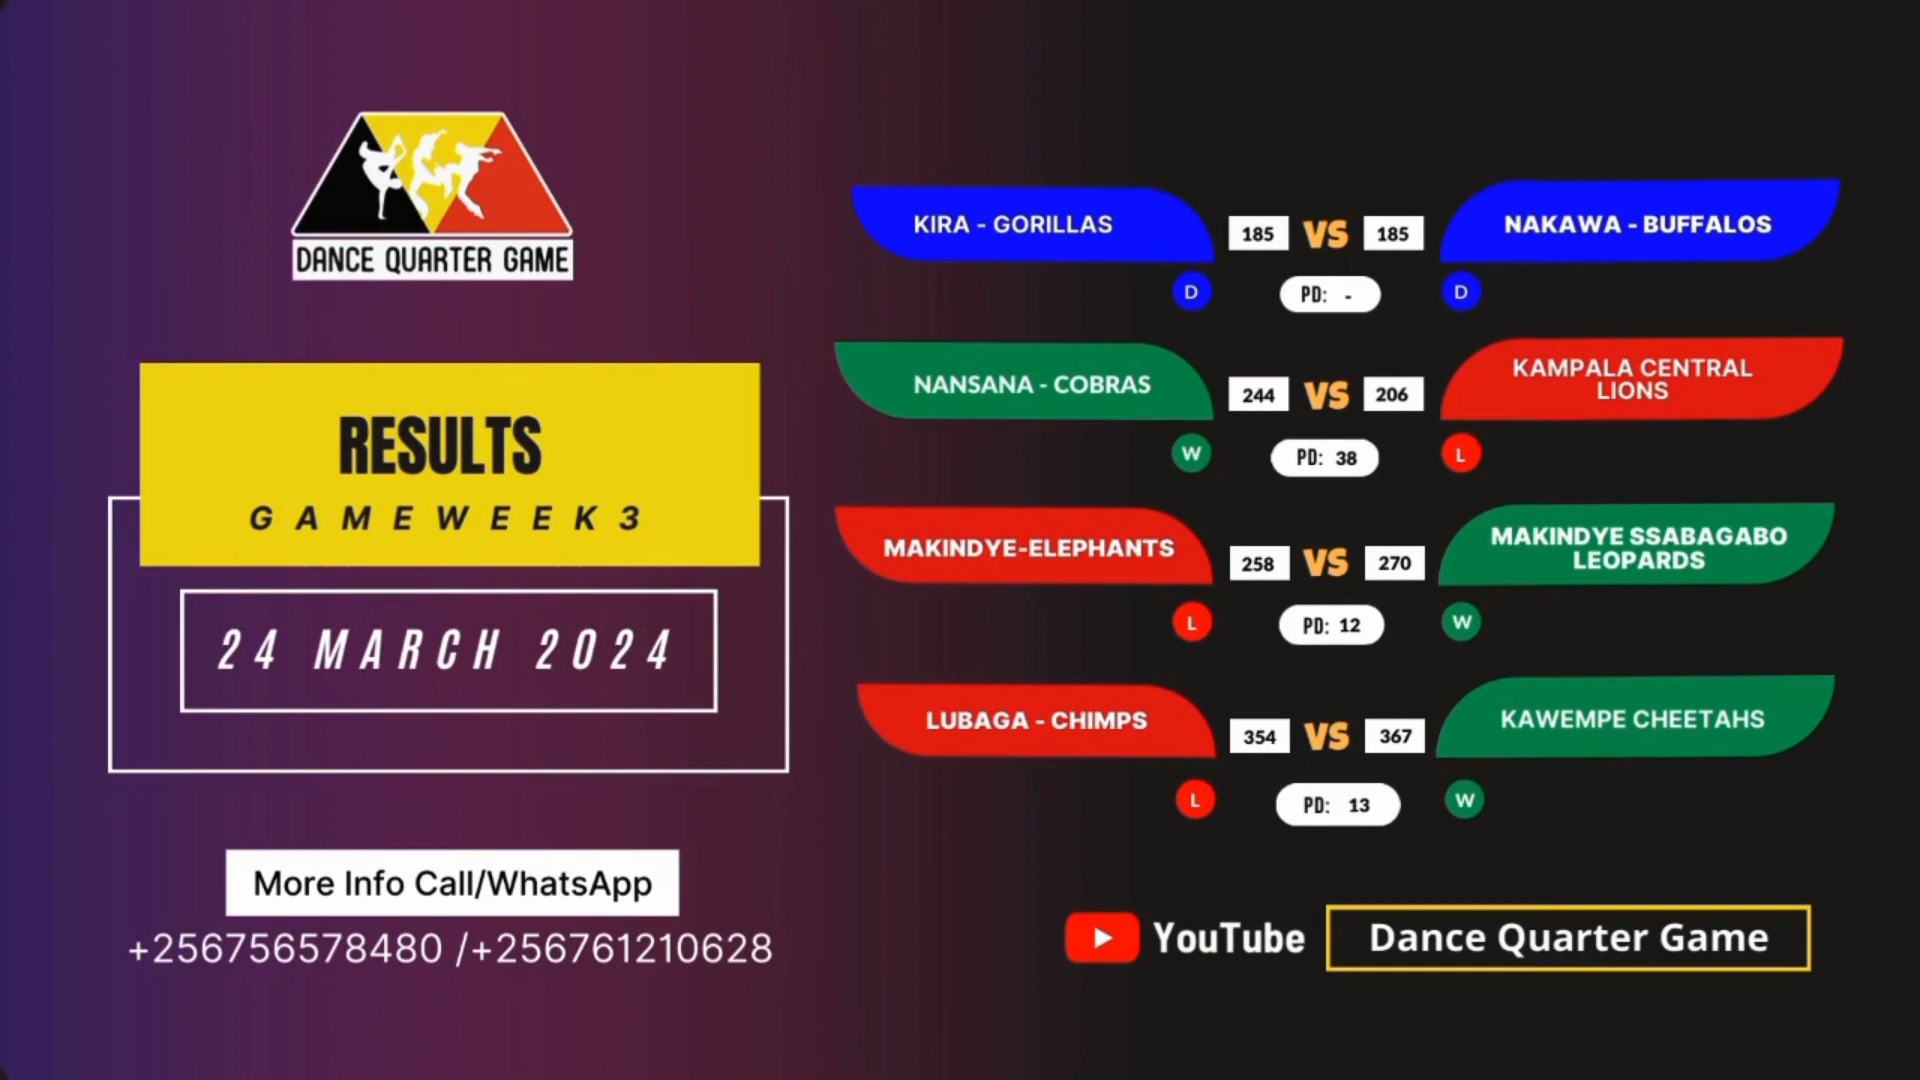 DANCE QUARTER GAME
RESULTS
GAMEWEEK3
24 MARCH 2024
More Info Call/WhatsApp
+256756578480 /+256761210628
KIRA - GORILLAS
185 VS 185
NAKAWA - BUFFALOS
D
PD: -
D
NANSANA - COBRAS
244 VS 206
KAMPALA CENTRAL
LIONS
W
PD: 38
L
MAKINDYE-ELEPHANTS
258 VS 270
MAKINDYE SSABAGABO
LEOPARDS
L
PD: 12
W
LUBAGA - CHIMPS
354 VS 367
KAWEMPE CHEETAHS
L
PD: 13
W
YouTube
Dance Quarter Game